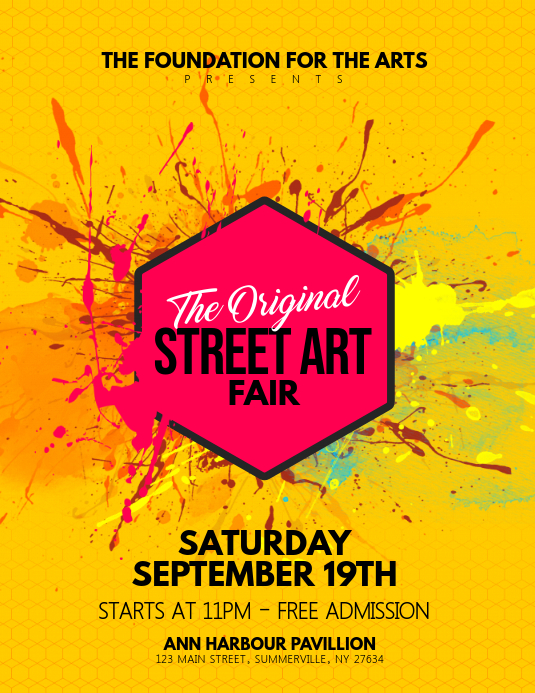 THE FOUNDATION FOR THE ARTS
PRESENTS
The Original
STREET ART
FAIR
SATURDAY
SEPTEMBER 19TH
STARTS AT 11PM - FREE ADMISSION
ANN HARBOUR PAVILLION
123 MAIN STREET, SUMMERVILLE, NY 27634